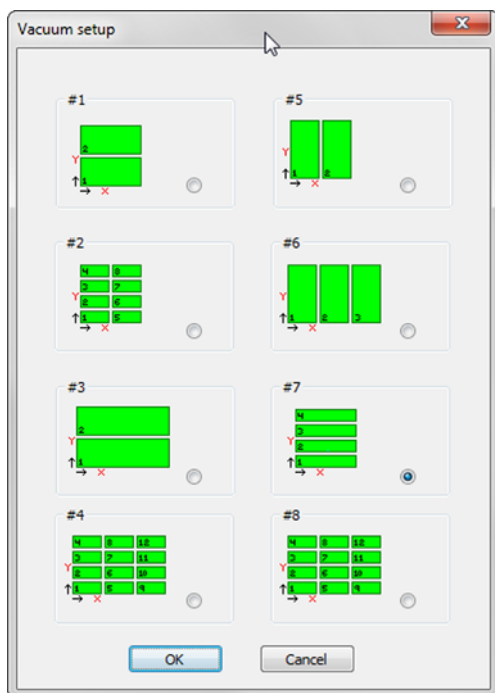 Vacuum setup
#1
2
Y
1
X
#5
Y
1 2
X
#2
4 8
3 7
Y
2 6
1 5
X
#6
Y
1 2 3
X
#3
2
Y
1
X
#7
4
3
Y
2
1
X
#4
4 8 12
3 7 11
Y
2 6 10
1 5 9
X
#8
4 8 12
3 7 11
Y
2 6 10
1 5 9
X
OK Cancel